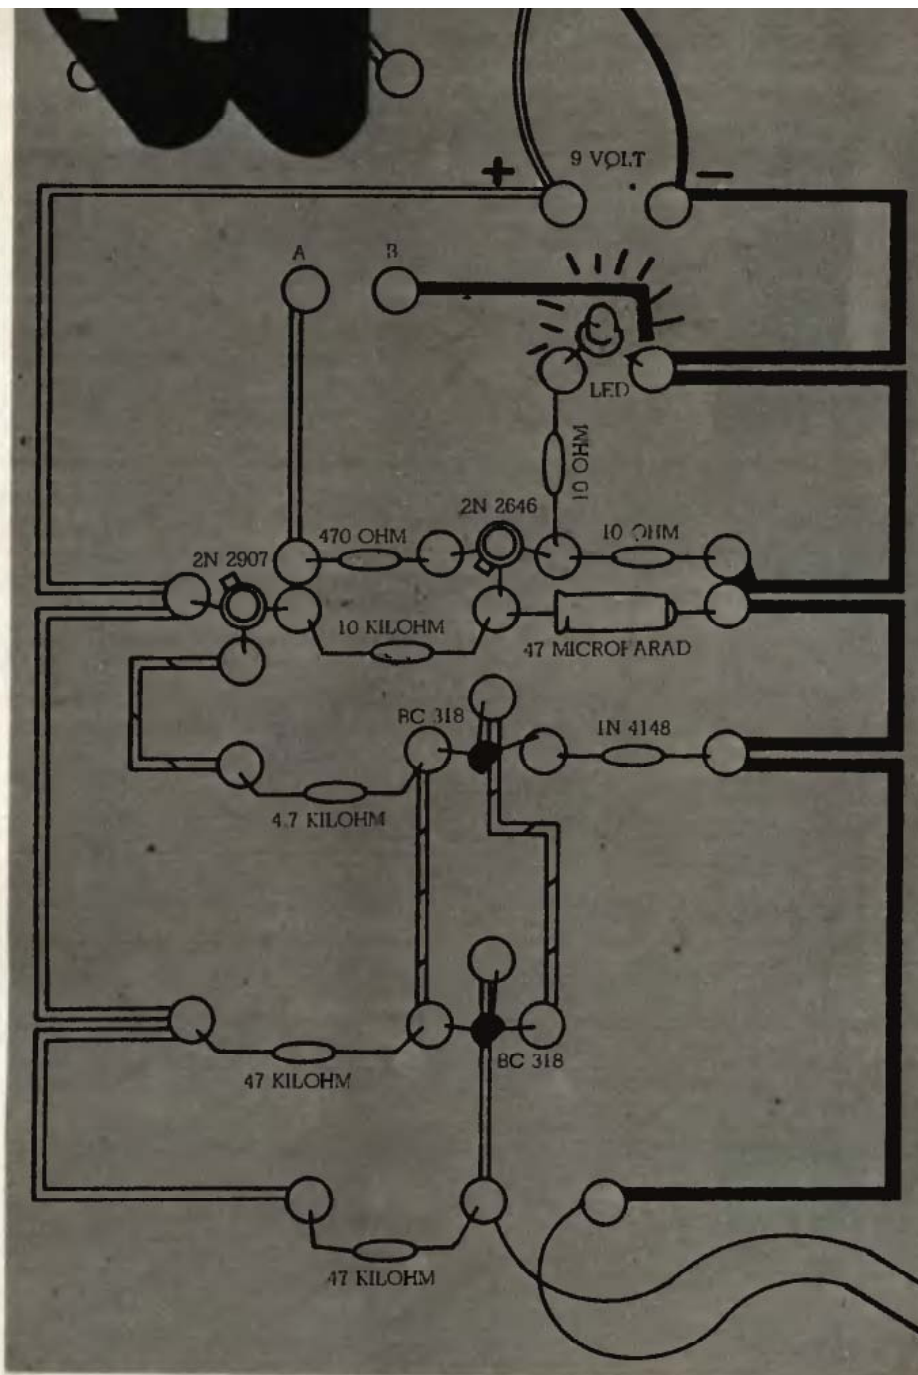 + 9 VOLT −
A B
LED
10 OHM
2N 2646
470 OHM
10 OHM
2N 2907
10 KILOHM
47 MICROFARAD
BC 318
1N 4148
4.7 KILOHM
47 KILOHM
BC 318
47 KILOHM